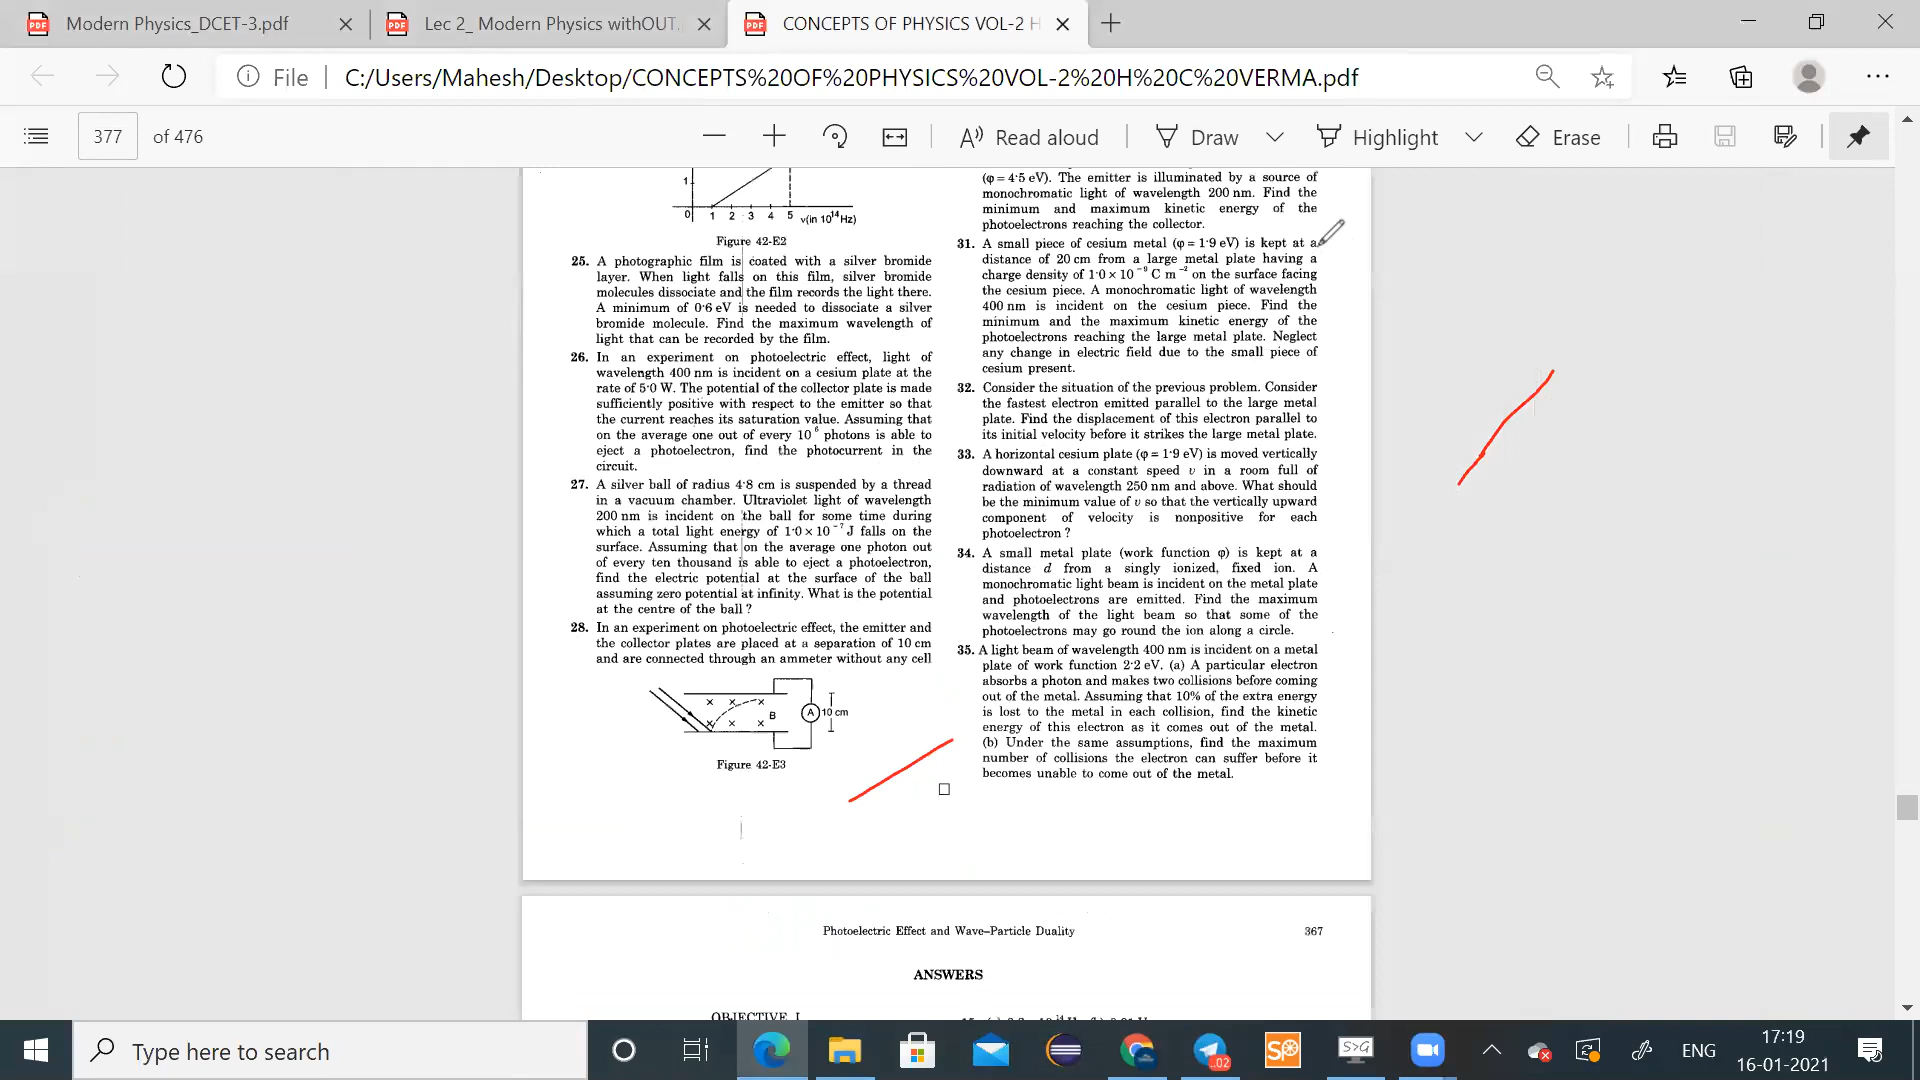 Modern Physics_DCET-3.pdf
Lec 2_ Modern Physics withOUT.
CONCEPTS OF PHYSICS VOL-2 H
File
C:/Users/Mahesh/Desktop/CONCEPTS%20OF%20PHYSICS%20VOL-2%20H%20C%20VERMA.pdf
377 of 476
Read aloud
Draw
Highlight
Erase
1
0 1 2 3 4 5 ν(in 10¹⁴Hz)
Figure 42-E2
25. A photographic film is coated with a silver bromide
layer. When light falls on this film, silver bromide
molecules dissociate and the film records the light there.
A minimum of 0·6 eV is needed to dissociate a silver
bromide molecule. Find the maximum wavelength of
light that can be recorded by the film.
26. In an experiment on photoelectric effect, light of
wavelength 400 nm is incident on a cesium plate at the
rate of 5·0 W. The potential of the collector plate is made
sufficiently positive with respect to the emitter so that
the current reaches its saturation value. Assuming that
on the average one out of every 10⁶ photons is able to
eject a photoelectron, find the photocurrent in the
circuit.
27. A silver ball of radius 4·8 cm is suspended by a thread
in a vacuum chamber. Ultraviolet light of wavelength
200 nm is incident on the ball for some time during
which a total light energy of 1·0 × 10⁻⁷ J falls on the
surface. Assuming that on the average one photon out
of every ten thousand is able to eject a photoelectron,
find the electric potential at the surface of the ball
assuming zero potential at infinity. What is the potential
at the centre of the ball ?
28. In an experiment on photoelectric effect, the emitter and
the collector plates are placed at a separation of 10 cm
and are connected through an ammeter without any cell
B
A
10 cm
Figure 42-E3
(φ = 4·5 eV). The emitter is illuminated by a source of
monochromatic light of wavelength 200 nm. Find the
minimum and maximum kinetic energy of the
photoelectrons reaching the collector.
31. A small piece of cesium metal (φ = 1·9 eV) is kept at a
distance of 20 cm from a large metal plate having a
charge density of 1·0 × 10⁻⁹ C m⁻² on the surface facing
the cesium piece. A monochromatic light of wavelength
400 nm is incident on the cesium piece. Find the
minimum and the maximum kinetic energy of the
photoelectrons reaching the large metal plate. Neglect
any change in electric field due to the small piece of
cesium present.
32. Consider the situation of the previous problem. Consider
the fastest electron emitted parallel to the large metal
plate. Find the displacement of this electron parallel to
its initial velocity before it strikes the large metal plate.
33. A horizontal cesium plate (φ = 1·9 eV) is moved vertically
downward at a constant speed υ in a room full of
radiation of wavelength 250 nm and above. What should
be the minimum value of υ so that the vertically upward
component of velocity is nonpositive for each
photoelectron ?
34. A small metal plate (work function φ) is kept at a
distance d from a singly ionized, fixed ion. A
monochromatic light beam is incident on the metal plate
and photoelectrons are emitted. Find the maximum
wavelength of the light beam so that some of the
photoelectrons may go round the ion along a circle.
35. A light beam of wavelength 400 nm is incident on a metal
plate of work function 2·2 eV. (a) A particular electron
absorbs a photon and makes two collisions before coming
out of the metal. Assuming that 10% of the extra energy
is lost to the metal in each collision, find the kinetic
energy of this electron as it comes out of the metal.
(b) Under the same assumptions, find the maximum
number of collisions the electron can suffer before it
becomes unable to come out of the metal.
Photoelectric Effect and Wave–Particle Duality 367
ANSWERS
OBJECTIVE I
Type here to search
ENG
17:19
16-01-2021